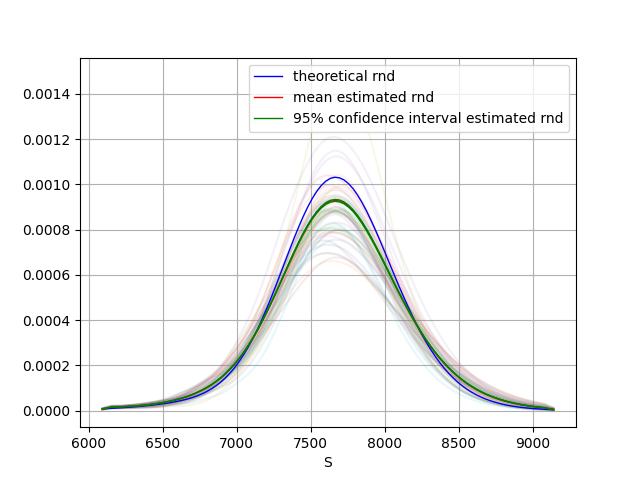 theoretical rnd
mean estimated rnd
95% confidence interval estimated rnd
0.0014
0.0012
0.0010
0.0008
0.0006
0.0004
0.0002
0.0000
6000 6500 7000 7500 8000 8500 9000
S